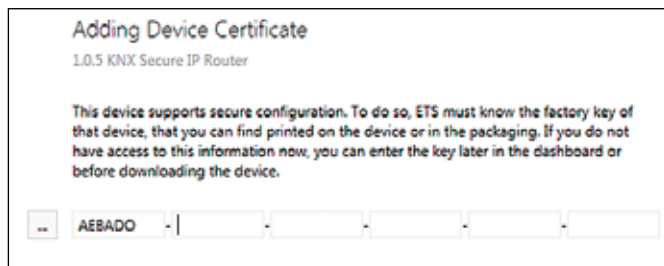 Adding Device Certificate
1.0.5 KNX Secure IP Router
This device supports secure configuration. To do so, ETS must know the factory key of
that device, that you can find printed on the device or in the packaging. If you do not
have access to this information now, you can enter the key later in the dashboard or
before downloading the device.
... AEBADO - - - - -